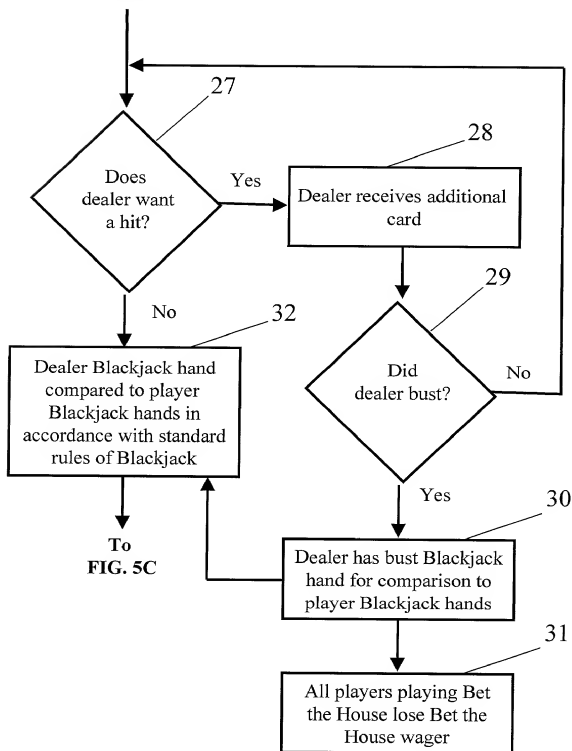 27
Does
dealer want
a hit?
Yes
28
Dealer receives additional
card
29
Did
dealer bust?
No
No
32
Dealer Blackjack hand
compared to player
Blackjack hands in
accordance with standard
rules of Blackjack
To
FIG. 5C
Yes
30
Dealer has bust Blackjack
hand for comparison to
player Blackjack hands
31
All players playing Bet
the House lose Bet the
House wager